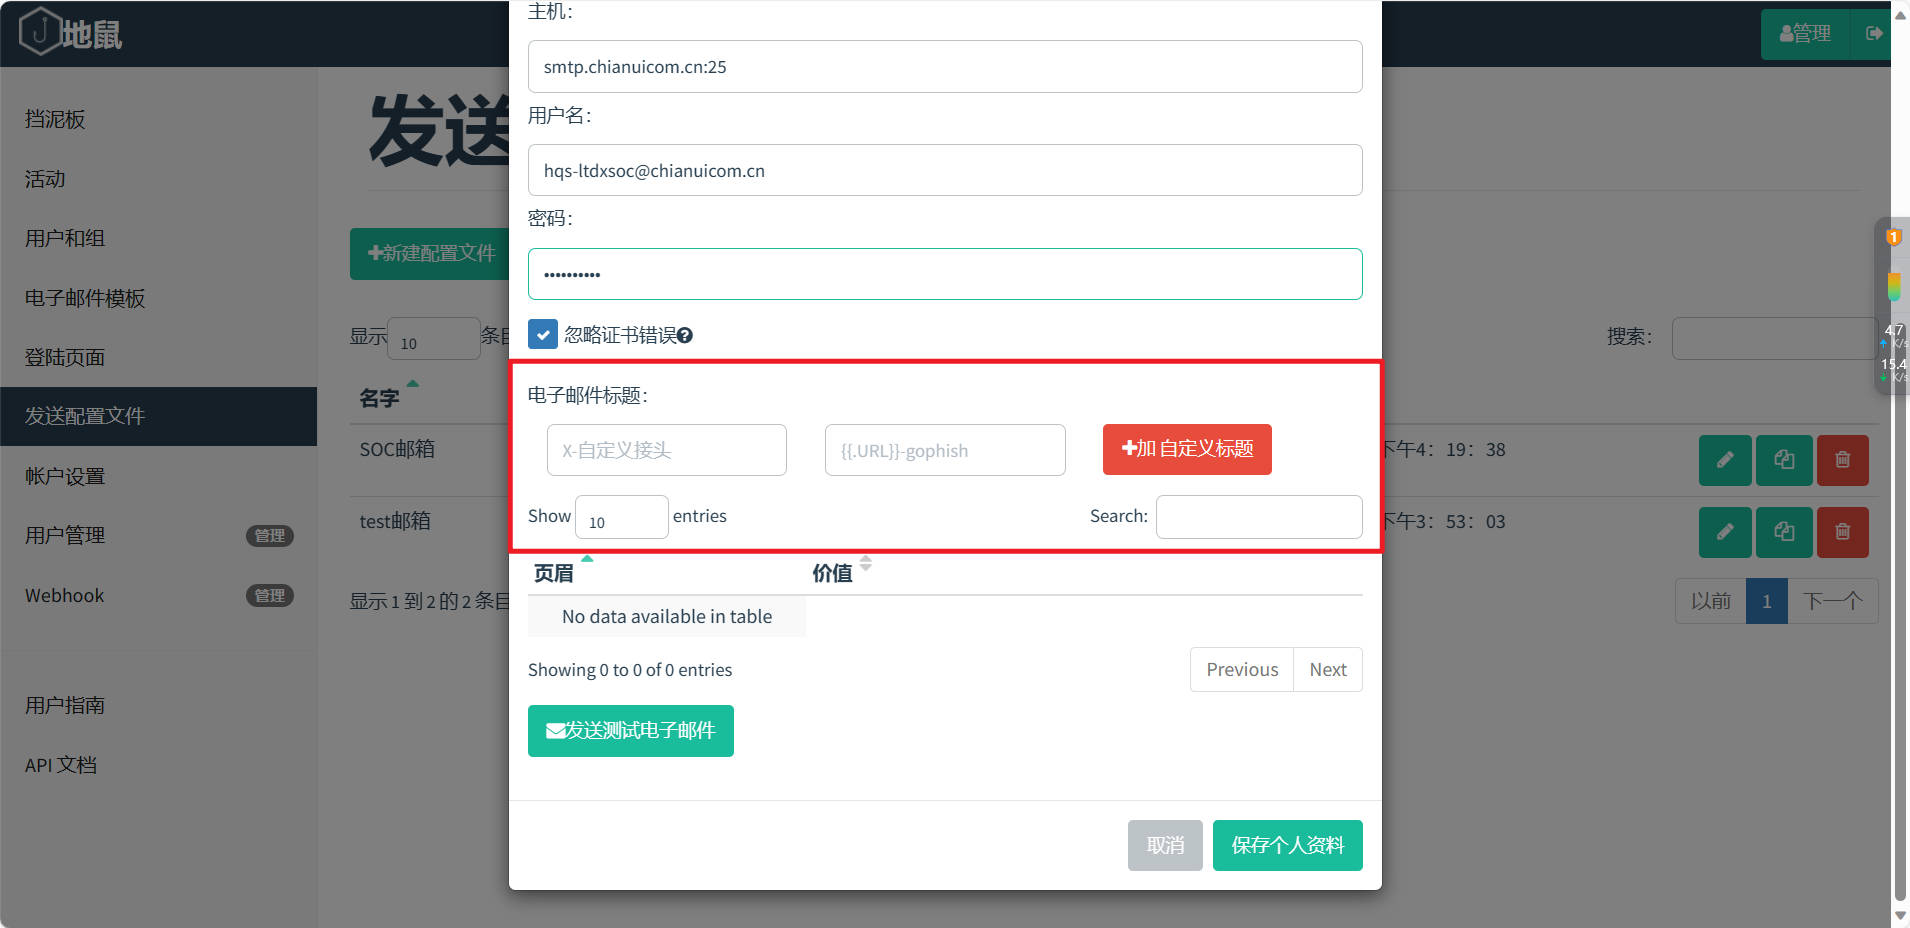 地鼠
管理
挡泥板
活动
用户和组
电子邮件模板
登陆页面
发送配置文件
帐户设置
用户管理 管理
Webhook 管理
用户指南
API 文档
发送
新建配置文件
显示 10 条目
搜索：
名字
SOC邮箱
下午4：19：38
test邮箱
下午3：53：03
显示 1 到 2 的 2 条目
以前 1 下一个
主机：
smtp.chianuicom.cn:25
用户名：
hqs-ltdxsoc@chianuicom.cn
密码：
••••••••••
忽略证书错误
电子邮件标题：
X-自定义接头 {{.URL}}-gophish 加 自定义标题
Show 10 entries Search:
页眉 价值
No data available in table
Showing 0 to 0 of 0 entries
Previous Next
发送测试电子邮件
取消 保存个人资料
1
4.7
K/s
15.4
K/s